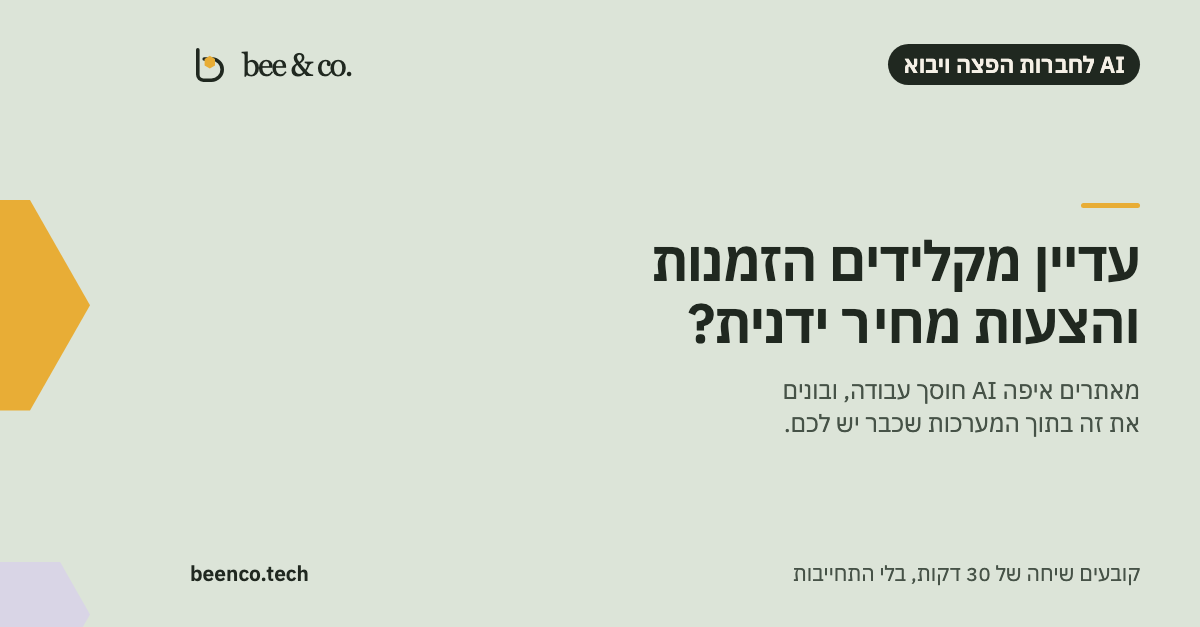 AI לחברות הפצה ויבוא
bee & co.
עדיין מקלידים הזמנות
והצעות מחיר ידנית?
מאתרים איפה AI חוסך עבודה, ובונים
את זה בתוך המערכות שכבר יש לכם.
קובעים שיחה של 30 דקות, בלי התחייבות
beenco.tech